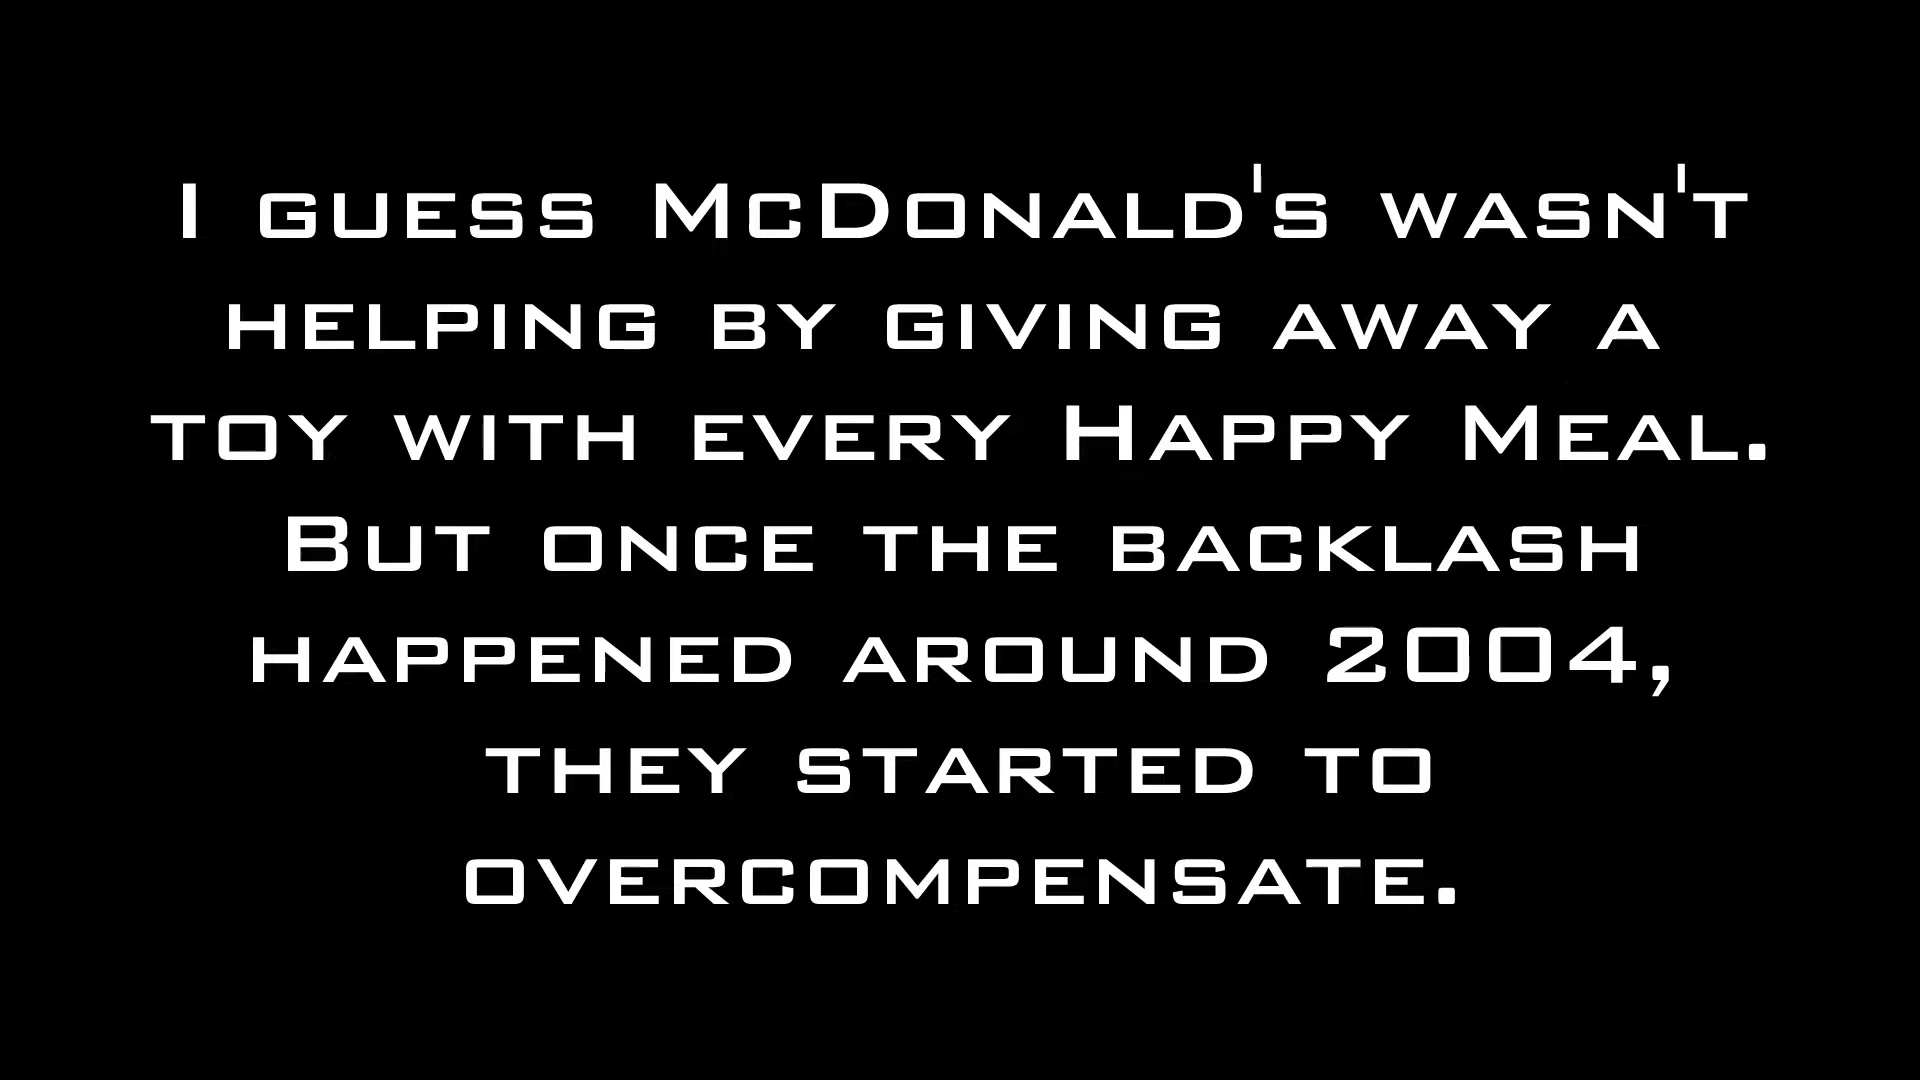 I guess McDonald's wasn't
helping by giving away a
toy with every Happy Meal.
But once the backlash
happened around 2004,
they started to
overcompensate.